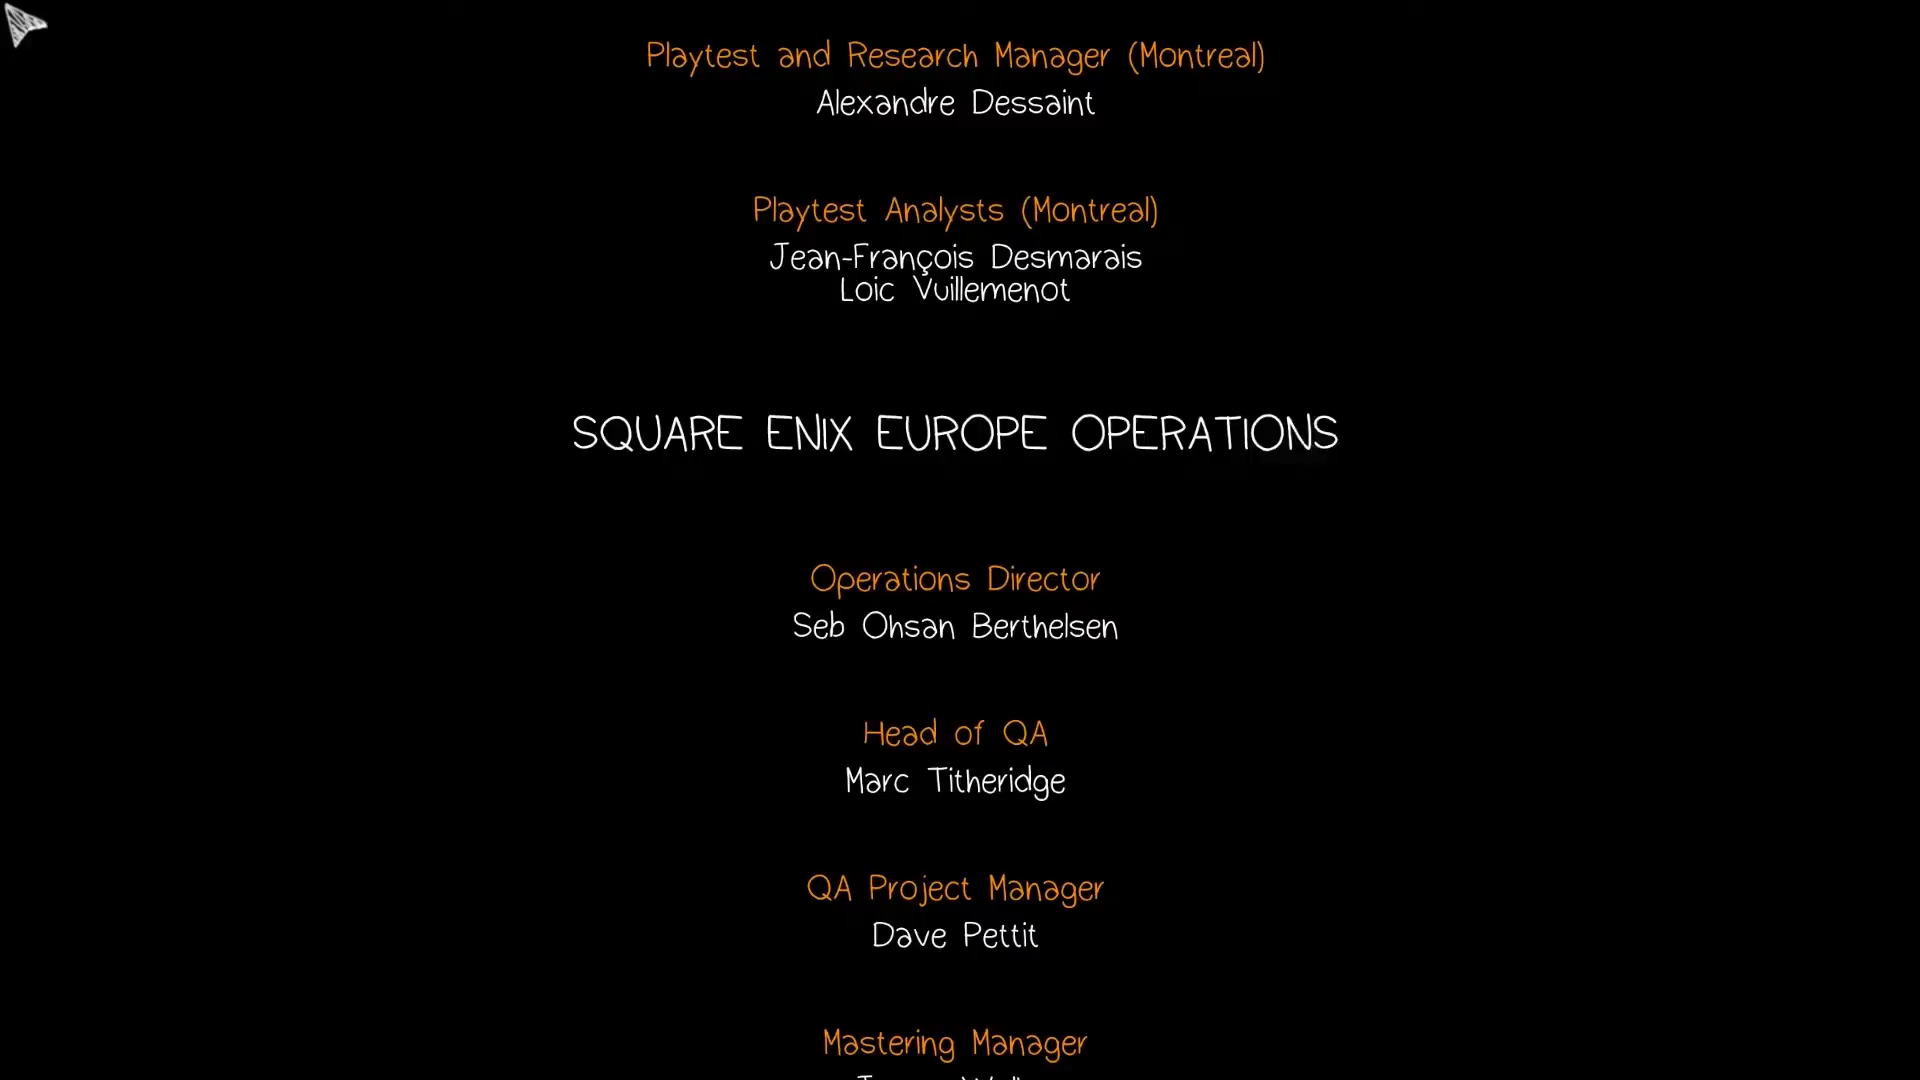 Playtest and Research Manager (Montreal)
Alexandre Dessaint
Playtest Analysts (Montreal)
Jean-François Desmarais
Loic Vuillemenot
SQUARE ENIX EUROPE OPERATIONS
Operations Director
Seb Ohsan Berthelsen
Head of QA
Marc Titheridge
QA Project Manager
Dave Pettit
Mastering Manager